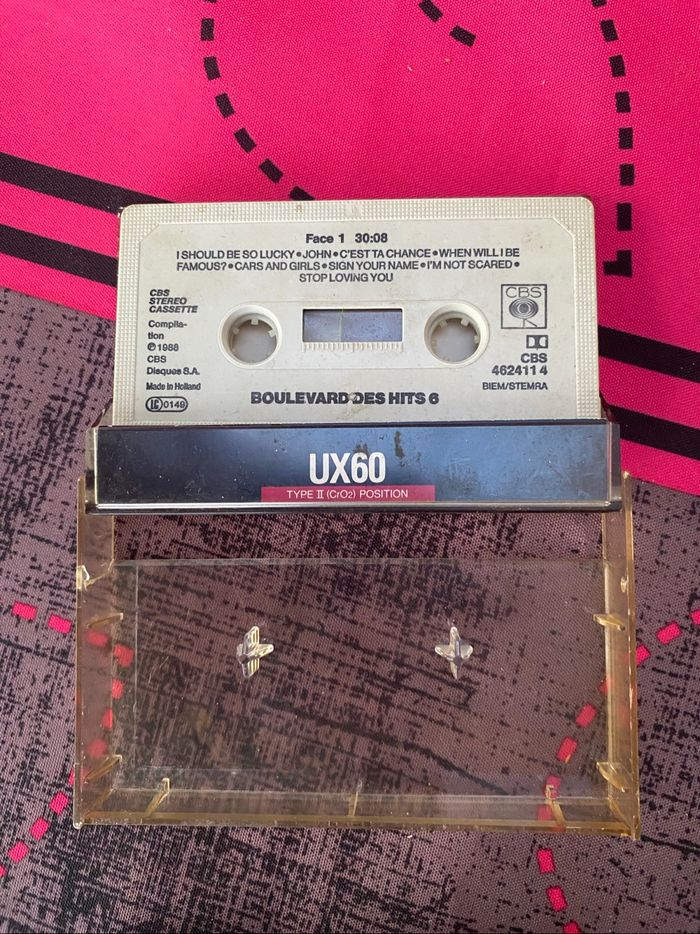 Face 1 30:08
I SHOULD BE SO LUCKY • JOHN • C'EST TA CHANCE • WHEN WILL I BE
FAMOUS? • CARS AND GIRLS • SIGN YOUR NAME • I'M NOT SCARED •
STOP LOVING YOU
CBS
STEREO
CASSETTE
Compila-
tion
℗ 1988
CBS
Disques S.A.
Made in Holland
LC 0149
CBS
CBS
462411 4
BIEM/STEMRA
BOULEVARD DES HITS 6
UX60
TYPE II (CrO2) POSITION